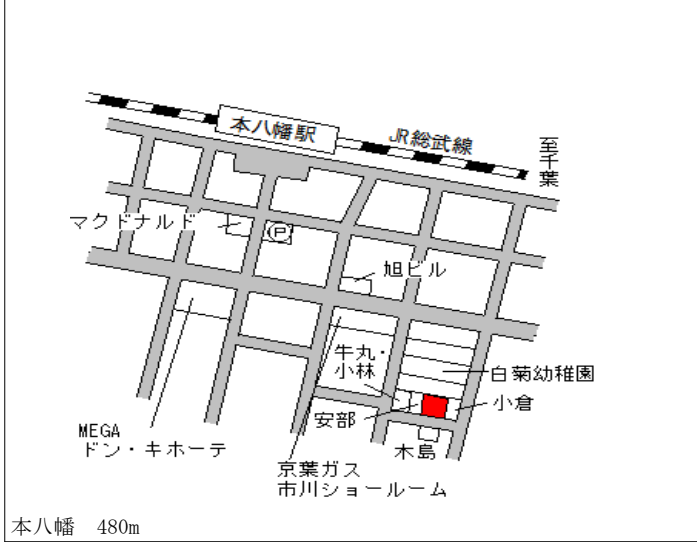 本八幡駅
JR総武線
至千葉
マクドナルド
P
旭ビル
牛丸・
小林
白菊幼稚園
小倉
安部
MEGA
ドン・キホーテ
木島
京葉ガス
市川ショールーム
本八幡　480m